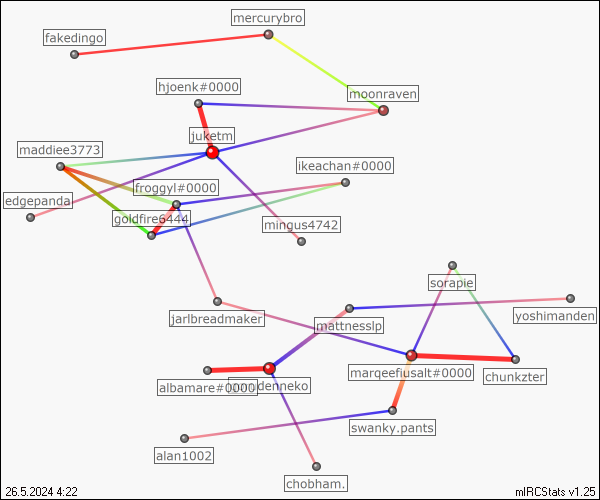 mercurybro
fakedingo
hjoenk#0000
moonraven
juketm
maddiee3773
ikeachan#0000
froggyl#0000
edgepanda
goldfire6444
mingus4742
sorapie
jarlbreadmaker
mattnesslp
yoshimanden
marqeefiusalt#0000
chunkzter
albamare#0000
denneko
swanky.pants
alan1002
chobham.
26.5.2024 4:22
mIRCStats v1.25